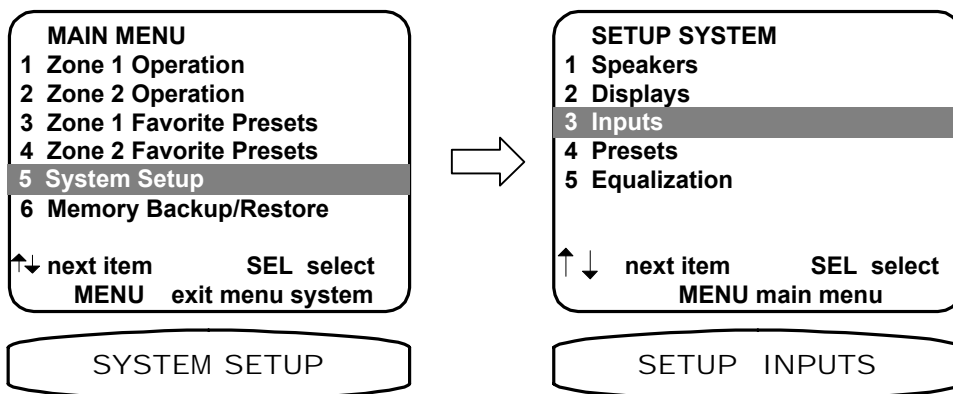 MAIN MENU
1 Zone 1 Operation
2 Zone 2 Operation
3 Zone 1 Favorite Presets
4 Zone 2 Favorite Presets
5 System Setup
6 Memory Backup/Restore
↑↓ next item SEL select
MENU exit menu system
SYSTEM SETUP
SETUP SYSTEM
1 Speakers
2 Displays
3 Inputs
4 Presets
5 Equalization
↑ ↓ next item SEL select
MENU main menu
SETUP INPUTS